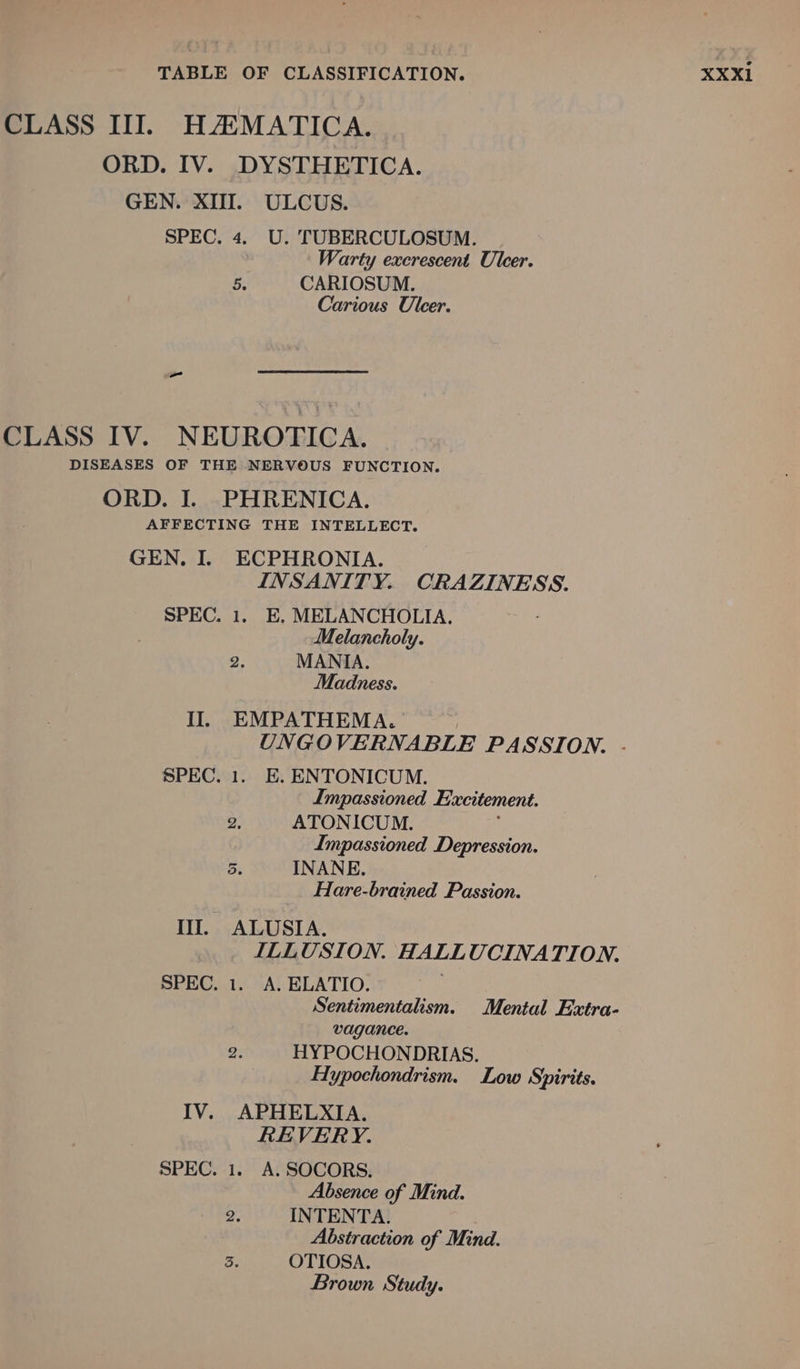 TABLE OF CLASSIFICATION. xxxi
CLASS III. HÆMATICA.
ORD. IV. DYSTHETICA.
GEN. XIII. ULCUS.
SPEC. 4. U. TUBERCULOSUM.
Warty excrescent Ulcer.
5. CARIOSUM.
Carious Ulcer.
CLASS IV. NEUROTICA.
DISEASES OF THE NERVOUS FUNCTION.
ORD. I. PHRENICA.
AFFECTING THE INTELLECT.
GEN. I. ECPHRONIA.
INSANITY. CRAZINESS.
SPEC. 1. E. MELANCHOLIA.
Melancholy.
2. MANIA.
Madness.
II. EMPATHEMA.
UNGOVERNABLE PASSION.
SPEC. 1. E. ENTONICUM.
Impassioned Excitement.
2. ATONICUM.
Impassioned Depression.
3. INANE.
Hare-brained Passion.
III. ALUSIA.
ILLUSION. HALLUCINATION.
SPEC. 1. A. ELATIO.
Sentimentalism. Mental Extra-
vagance.
2. HYPOCHONDRIAS.
Hypochondrism. Low Spirits.
IV. APHELXIA.
REVERY.
SPEC. 1. A. SOCORS.
Absence of Mind.
2. INTENTA.
Abstraction of Mind.
3. OTIOSA.
Brown Study.